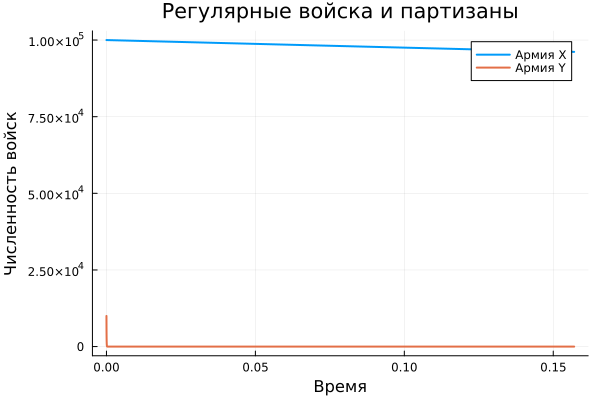 Регулярные войска и партизаны
Численность войск
1.00×10⁵
7.50×10⁴
5.00×10⁴
2.50×10⁴
0
Армия X
Армия Y
0.00 0.05 0.10 0.15
Время